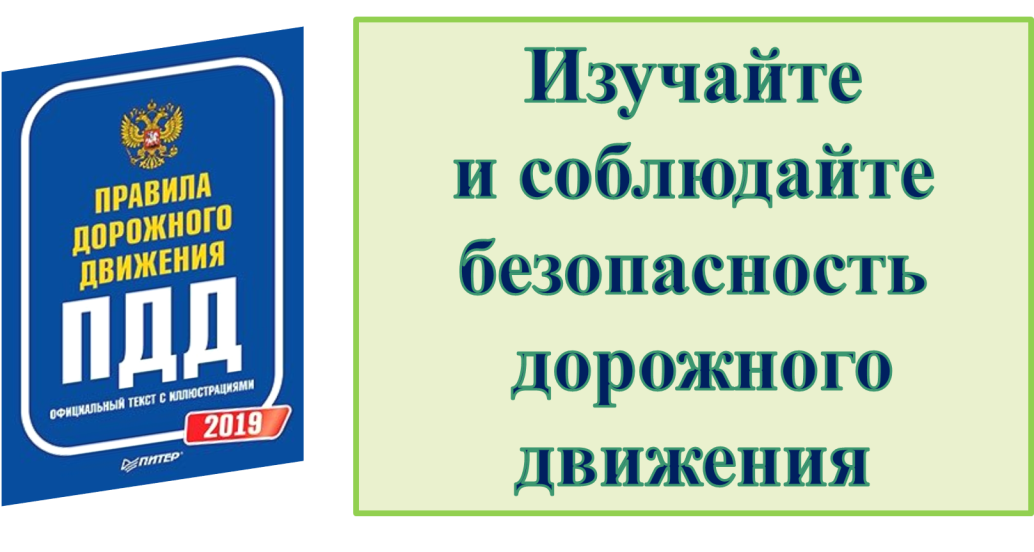 ПРАВИЛА
ДОРОЖНОГО
ДВИЖЕНИЯ
ПДД
ОФИЦИАЛЬНЫЙ ТЕКСТ С ИЛЛЮСТРАЦИЯМИ
2019
ПИТЕР
Изучайте
и соблюдайте
безопасность
дорожного
движения